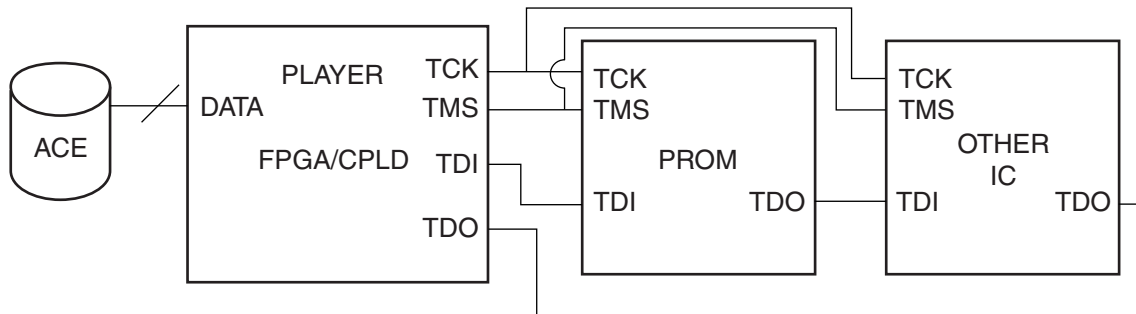 ACE
DATA
PLAYER
FPGA/CPLD
TCK
TMS
TDI
TDO
TCK
TMS
PROM
TDI
TDO
TCK
TMS
OTHER
IC
TDI
TDO